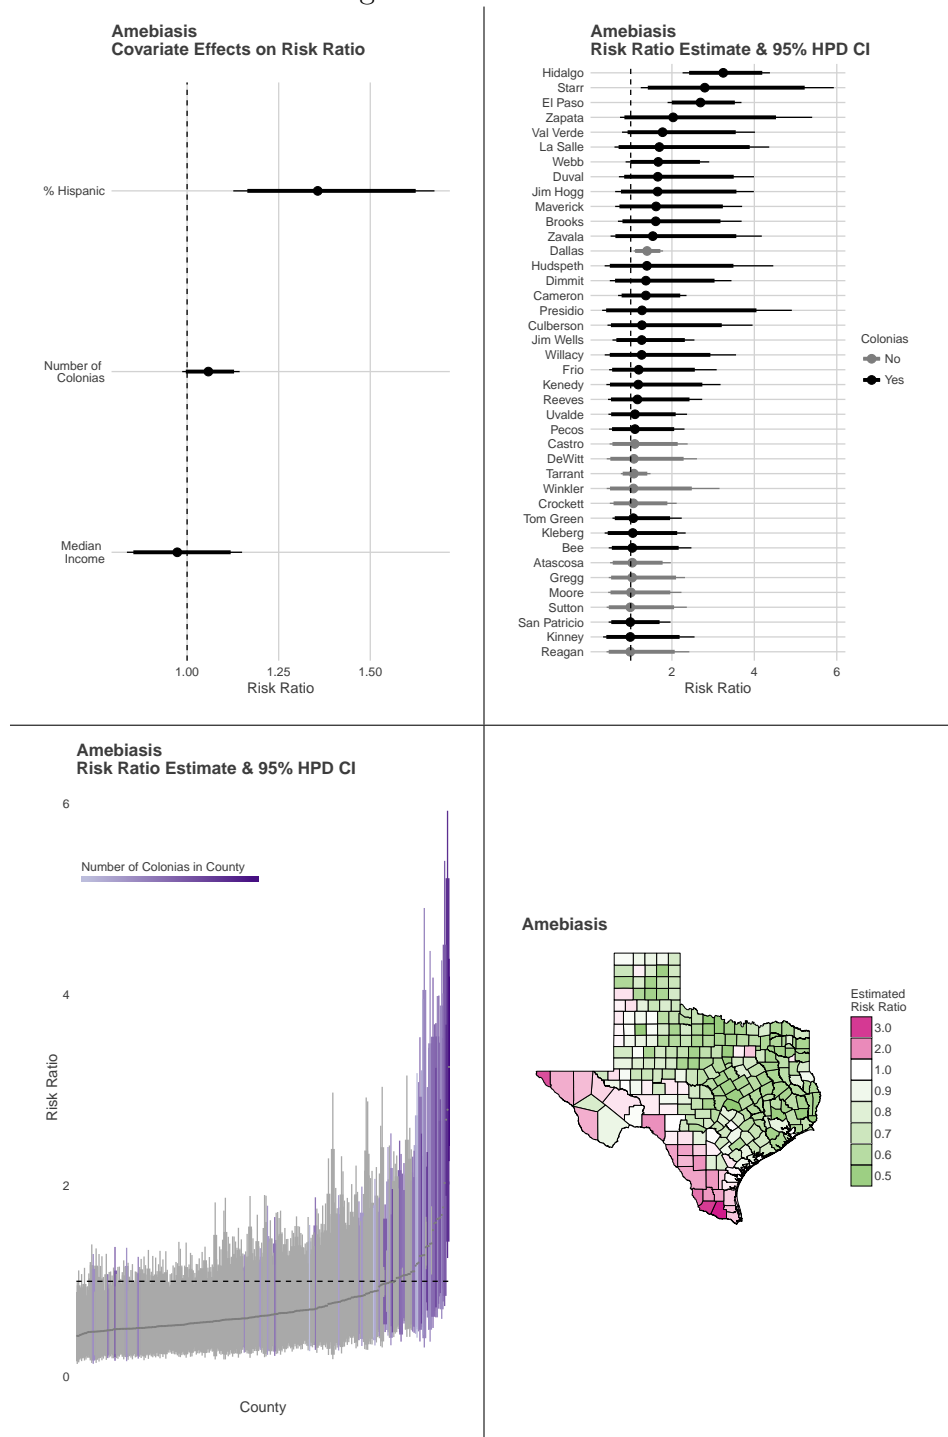 Amebiasis
Covariate Effects on Risk Ratio
% Hispanic
Number of
Colonias
Median
Income
1.00
1.25
1.50
Risk Ratio
Amebiasis
Risk Ratio Estimate & 95% HPD CI
Hidalgo
Starr
El Paso
Zapata
Val Verde
La Salle
Webb
Duval
Jim Hogg
Maverick
Brooks
Zavala
Dallas
Hudspeth
Dimmit
Cameron
Presidio
Culberson
Jim Wells
Willacy
Frio
Kenedy
Reeves
Uvalde
Pecos
Castro
DeWitt
Tarrant
Winkler
Crockett
Tom Green
Kleberg
Bee
Atascosa
Gregg
Moore
Sutton
San Patricio
Kinney
Reagan
2
4
6
Risk Ratio
Colonias
No
Yes
Amebiasis
Risk Ratio Estimate & 95% HPD CI
6
4
2
0
Risk Ratio
Number of Colonias in County
County
Amebiasis
Estimated
Risk Ratio
3.0
2.0
1.0
0.9
0.8
0.7
0.6
0.5